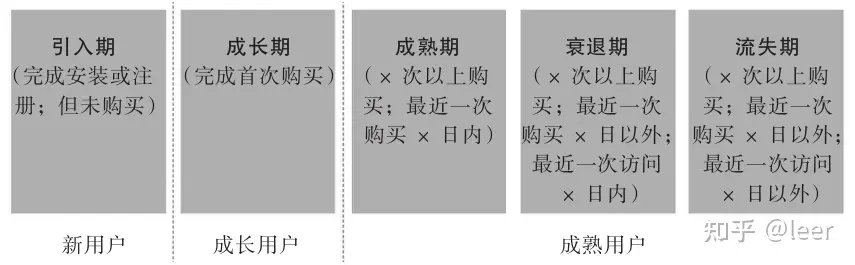 引入期
（完成安装或注
册；但未购买）
成长期
（完成首次购买）
成熟期
（× 次以上购
买；最近一次
购买 × 日内）
衰退期
（× 次以上购
买；最近一次
购买 × 日以外；
最近一次访问
× 日内）
流失期
（× 次以上购
买；最近一次
购买 × 日以外；
最近一次访问
× 日以外）
新用户
成长用户
成熟用户
知乎 @leer